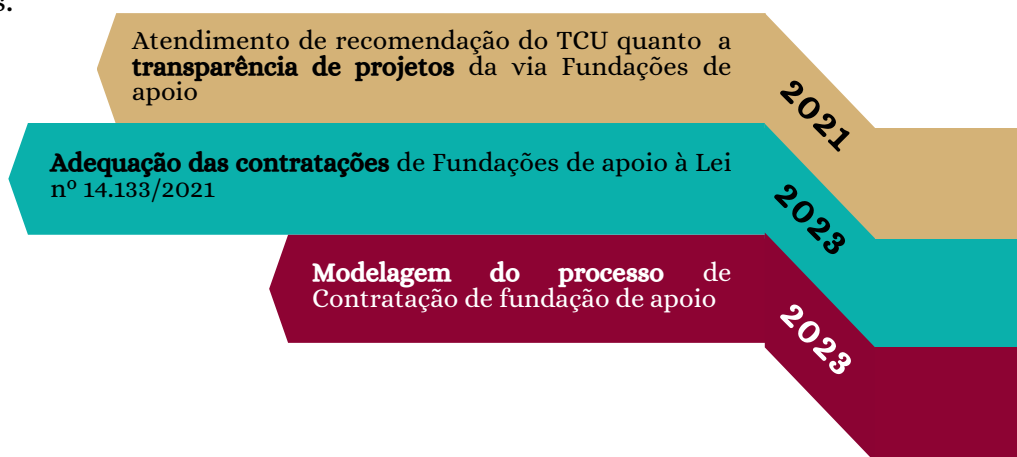 s.
Atendimento de recomendação do TCU quanto a
transparência de projetos da via Fundações de
apoio
2021
Adequação das contratações de Fundações de apoio à Lei
nº 14.133/2021
2023
Modelagem do processo de
Contratação de fundação de apoio
2023